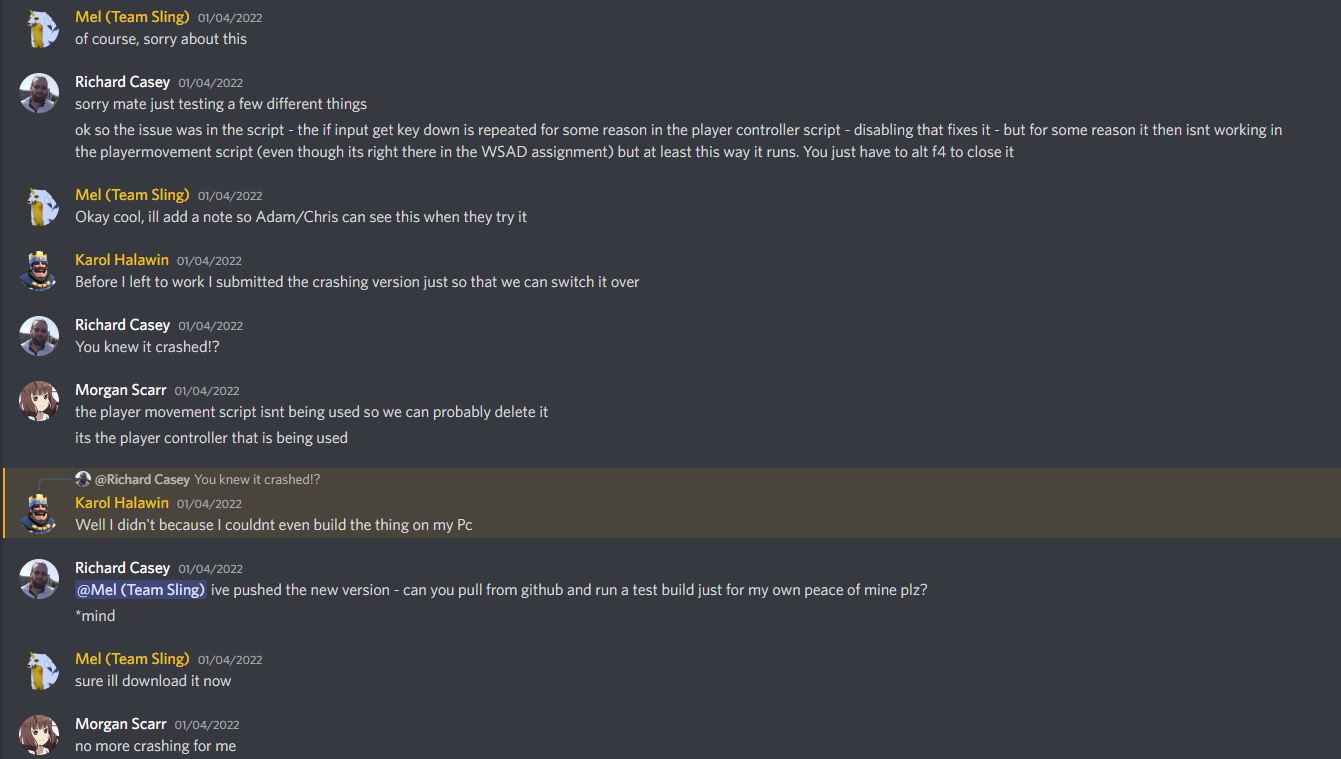 Mel (Team Sling) 01/04/2022
of course, sorry about this
Richard Casey 01/04/2022
sorry mate just testing a few different things
ok so the issue was in the script - the if input get key down is repeated for some reason in the player controller script - disabling that fixes it - but for some reason it then isnt working in
the playermovement script (even though its right there in the WSAD assignment) but at least this way it runs. You just have to alt f4 to close it
Mel (Team Sling) 01/04/2022
Okay cool, ill add a note so Adam/Chris can see this when they try it
Karol Halawin 01/04/2022
Before I left to work I submitted the crashing version just so that we can switch it over
Richard Casey 01/04/2022
You knew it crashed!?
Morgan Scarr 01/04/2022
the player movement script isnt being used so we can probably delete it
its the player controller that is being used
@Richard Casey You knew it crashed!?
Karol Halawin 01/04/2022
Well I didn't because I couldnt even build the thing on my Pc
Richard Casey 01/04/2022
@Mel (Team Sling) ive pushed the new version - can you pull from github and run a test build just for my own peace of mine plz?
*mind
Mel (Team Sling) 01/04/2022
sure ill download it now
Morgan Scarr 01/04/2022
no more crashing for me